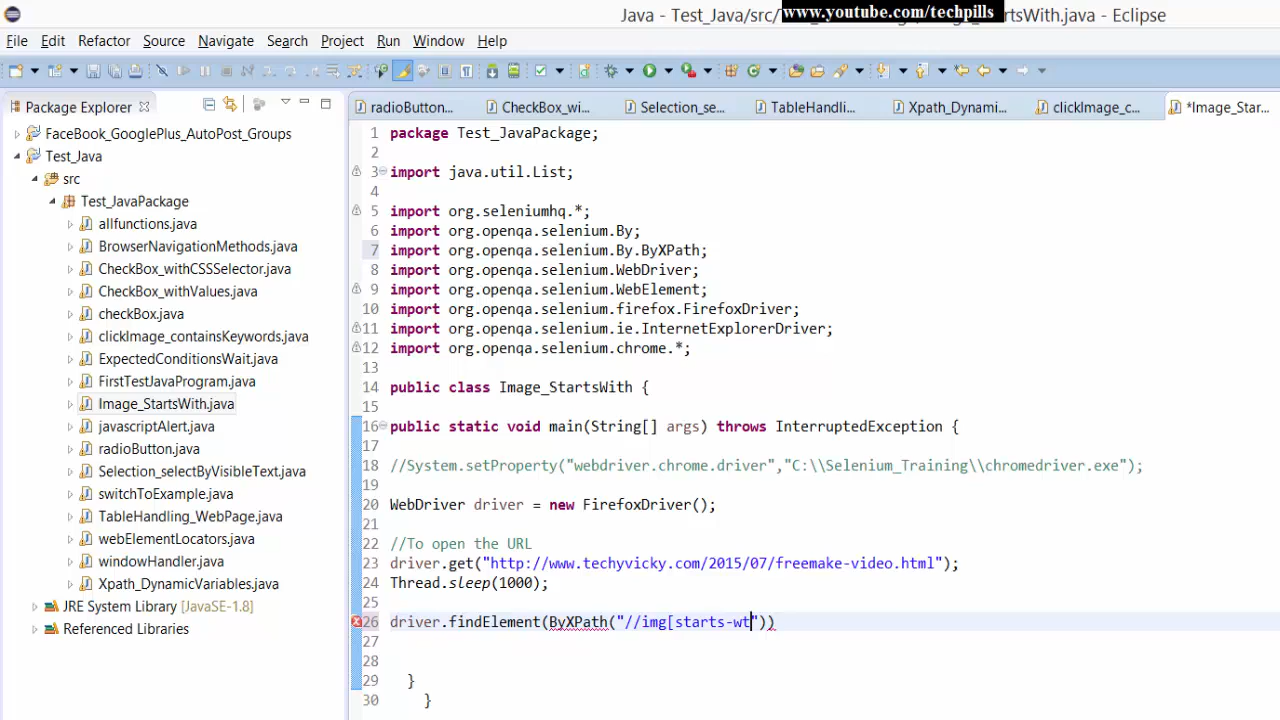 Java - Test_Java/src/
www.youtube.com/techpills
StartsWith.java - Eclipse
File Edit Refactor Source Navigate Search Project Run Window Help
Package Explorer
radioButton... CheckBox_wi... Selection_se... TableHandli... Xpath_Dynami... clickImage_c... *Image_Star...
FaceBook_GooglePlus_AutoPost_Groups
Test_Java
src
Test_JavaPackage
allfunctions.java
BrowserNavigationMethods.java
CheckBox_withCSSSelector.java
CheckBox_withValues.java
checkBox.java
clickImage_containsKeywords.java
ExpectedConditionsWait.java
FirstTestJavaProgram.java
Image_StartsWith.java
javascriptAlert.java
radioButton.java
Selection_selectByVisibleText.java
switchToExample.java
TableHandling_WebPage.java
webElementLocators.java
windowHandler.java
Xpath_DynamicVariables.java
JRE System Library [JavaSE-1.8]
Referenced Libraries
1 package Test_JavaPackage;
2
3 import java.util.List;
4
5 import org.seleniumhq.*;
6 import org.openqa.selenium.By;
7 import org.openqa.selenium.By.ByXPath;
8 import org.openqa.selenium.WebDriver;
9 import org.openqa.selenium.WebElement;
10 import org.openqa.selenium.firefox.FirefoxDriver;
11 import org.openqa.selenium.ie.InternetExplorerDriver;
12 import org.openqa.selenium.chrome.*;
13
14 public class Image_StartsWith {
15
16 public static void main(String[] args) throws InterruptedException {
17
18 //System.setProperty("webdriver.chrome.driver","C:\\Selenium_Training\\chromedriver.exe");
19
20 WebDriver driver = new FirefoxDriver();
21
22 //To open the URL
23 driver.get("http://www.techyvicky.com/2015/07/freemake-video.html");
24 Thread.sleep(1000);
25
26 driver.findElement(ByXPath("//img[starts-wt"))
27
28
29 }
30 }